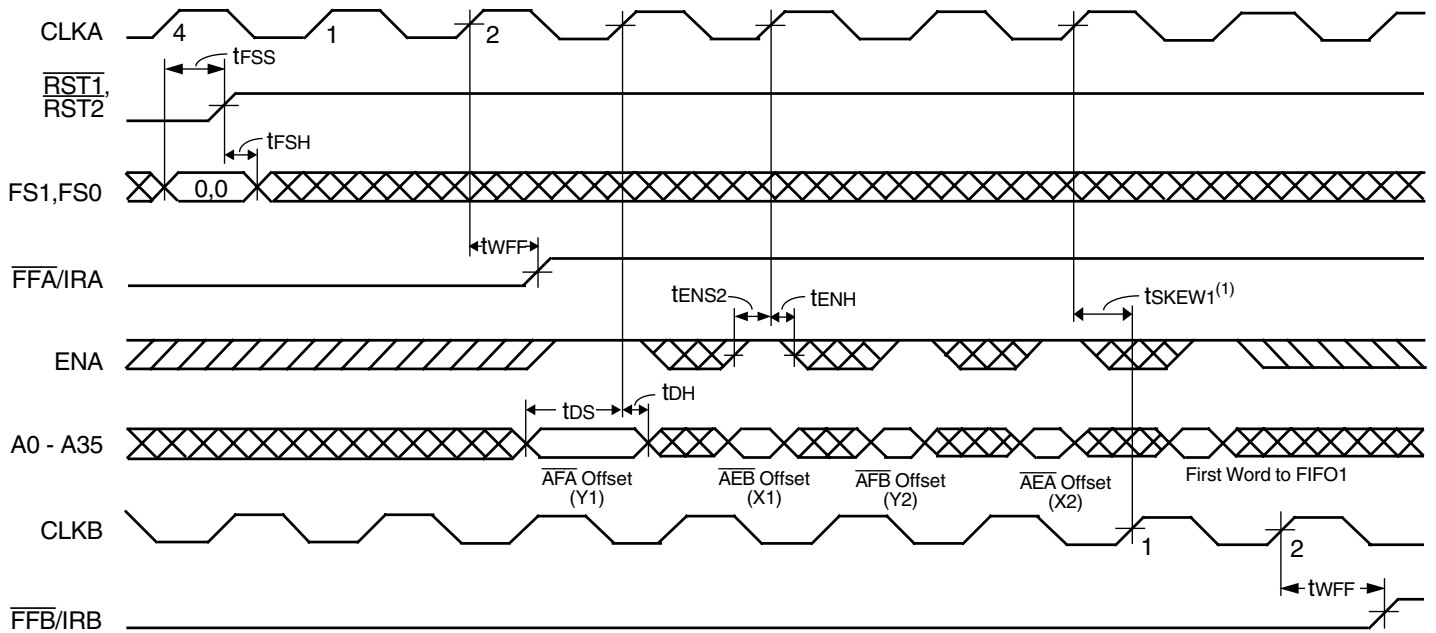 CLKA 4 1 2
tFSS
RST1,
RST2
tFSH
FS1,FS0 0,0
tWFF
FFA/IRA
tENS2 tENH tSKEW1(1)
ENA
tDS tDH
A0 - A35
AFA Offset
(Y1)
AEB Offset
(X1)
AFB Offset
(Y2)
AEA Offset
(X2)
First Word to FIFO1
CLKB 1 2
tWFF
FFB/IRB